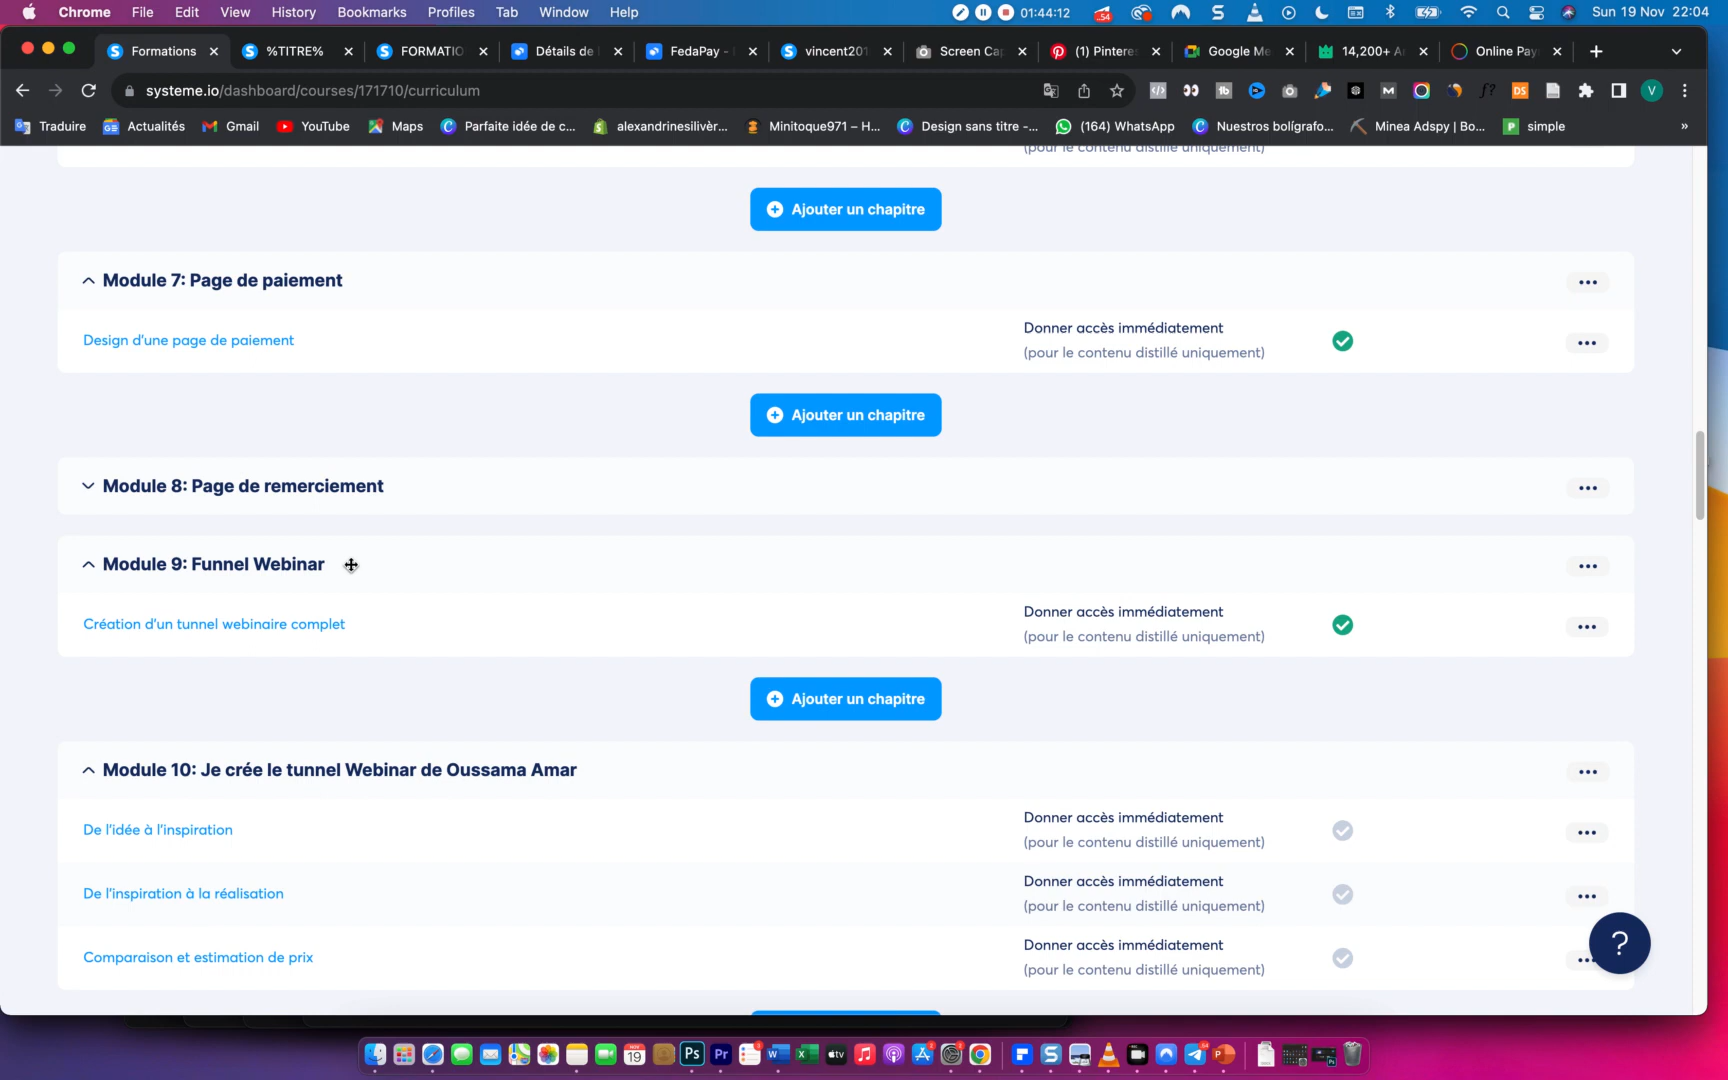 Chrome File Edit View History Bookmarks Profiles Tab Window Help 01:44:12 Sun 19 Nov 22:04
Formations %TITRE% FORMATIO Détails de FedaPay - vincent201 Screen Ca (1) Pintere Google Me 14,200+ A Online Pay
systeme.io/dashboard/courses/171710/curriculum
Traduire Actualités Gmail YouTube Maps Parfaite idée de c... alexandrinesilivèr... Minitoque971 – H... Design sans titre -... (164) WhatsApp Nuestros bolígrafo... Minea Adspy | Bo... simple »
(pour le contenu distillé uniquement)
Ajouter un chapitre
Module 7: Page de paiement
Design d'une page de paiement
Donner accès immédiatement
(pour le contenu distillé uniquement)
Ajouter un chapitre
Module 8: Page de remerciement
Module 9: Funnel Webinar
Création d'un tunnel webinaire complet
Donner accès immédiatement
(pour le contenu distillé uniquement)
Ajouter un chapitre
Module 10: Je crée le tunnel Webinar de Oussama Amar
De l'idée à l'inspiration
Donner accès immédiatement
(pour le contenu distillé uniquement)
De l'inspiration à la réalisation
Donner accès immédiatement
(pour le contenu distillé uniquement)
Comparaison et estimation de prix
Donner accès immédiatement
(pour le contenu distillé uniquement)
?